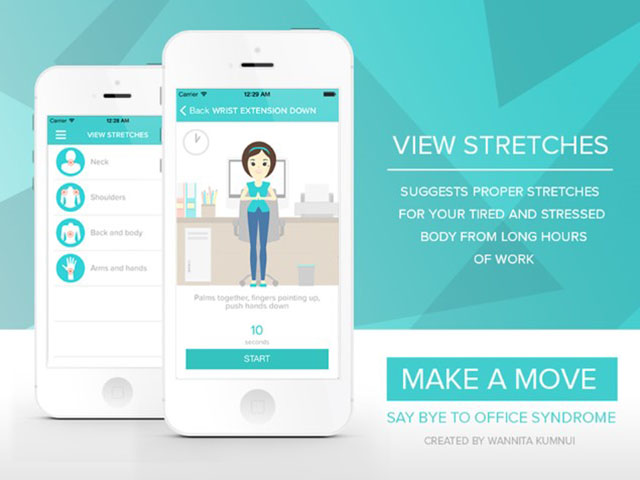 Carrier 12:28 AM
VIEW STRETCHES
Neck
Shoulders
Back and body
Arms and hands
Carrier 12:29 AM
Back WRIST EXTENSION DOWN
Palms together, fingers pointing up,
push hands down
10
seconds
START
VIEW STRETCHES
SUGGESTS PROPER STRETCHES
FOR YOUR TIRED AND STRESSED
BODY FROM LONG HOURS
OF WORK
MAKE A MOVE
SAY BYE TO OFFICE SYNDROME
CREATED BY WANNITA KUMNUI